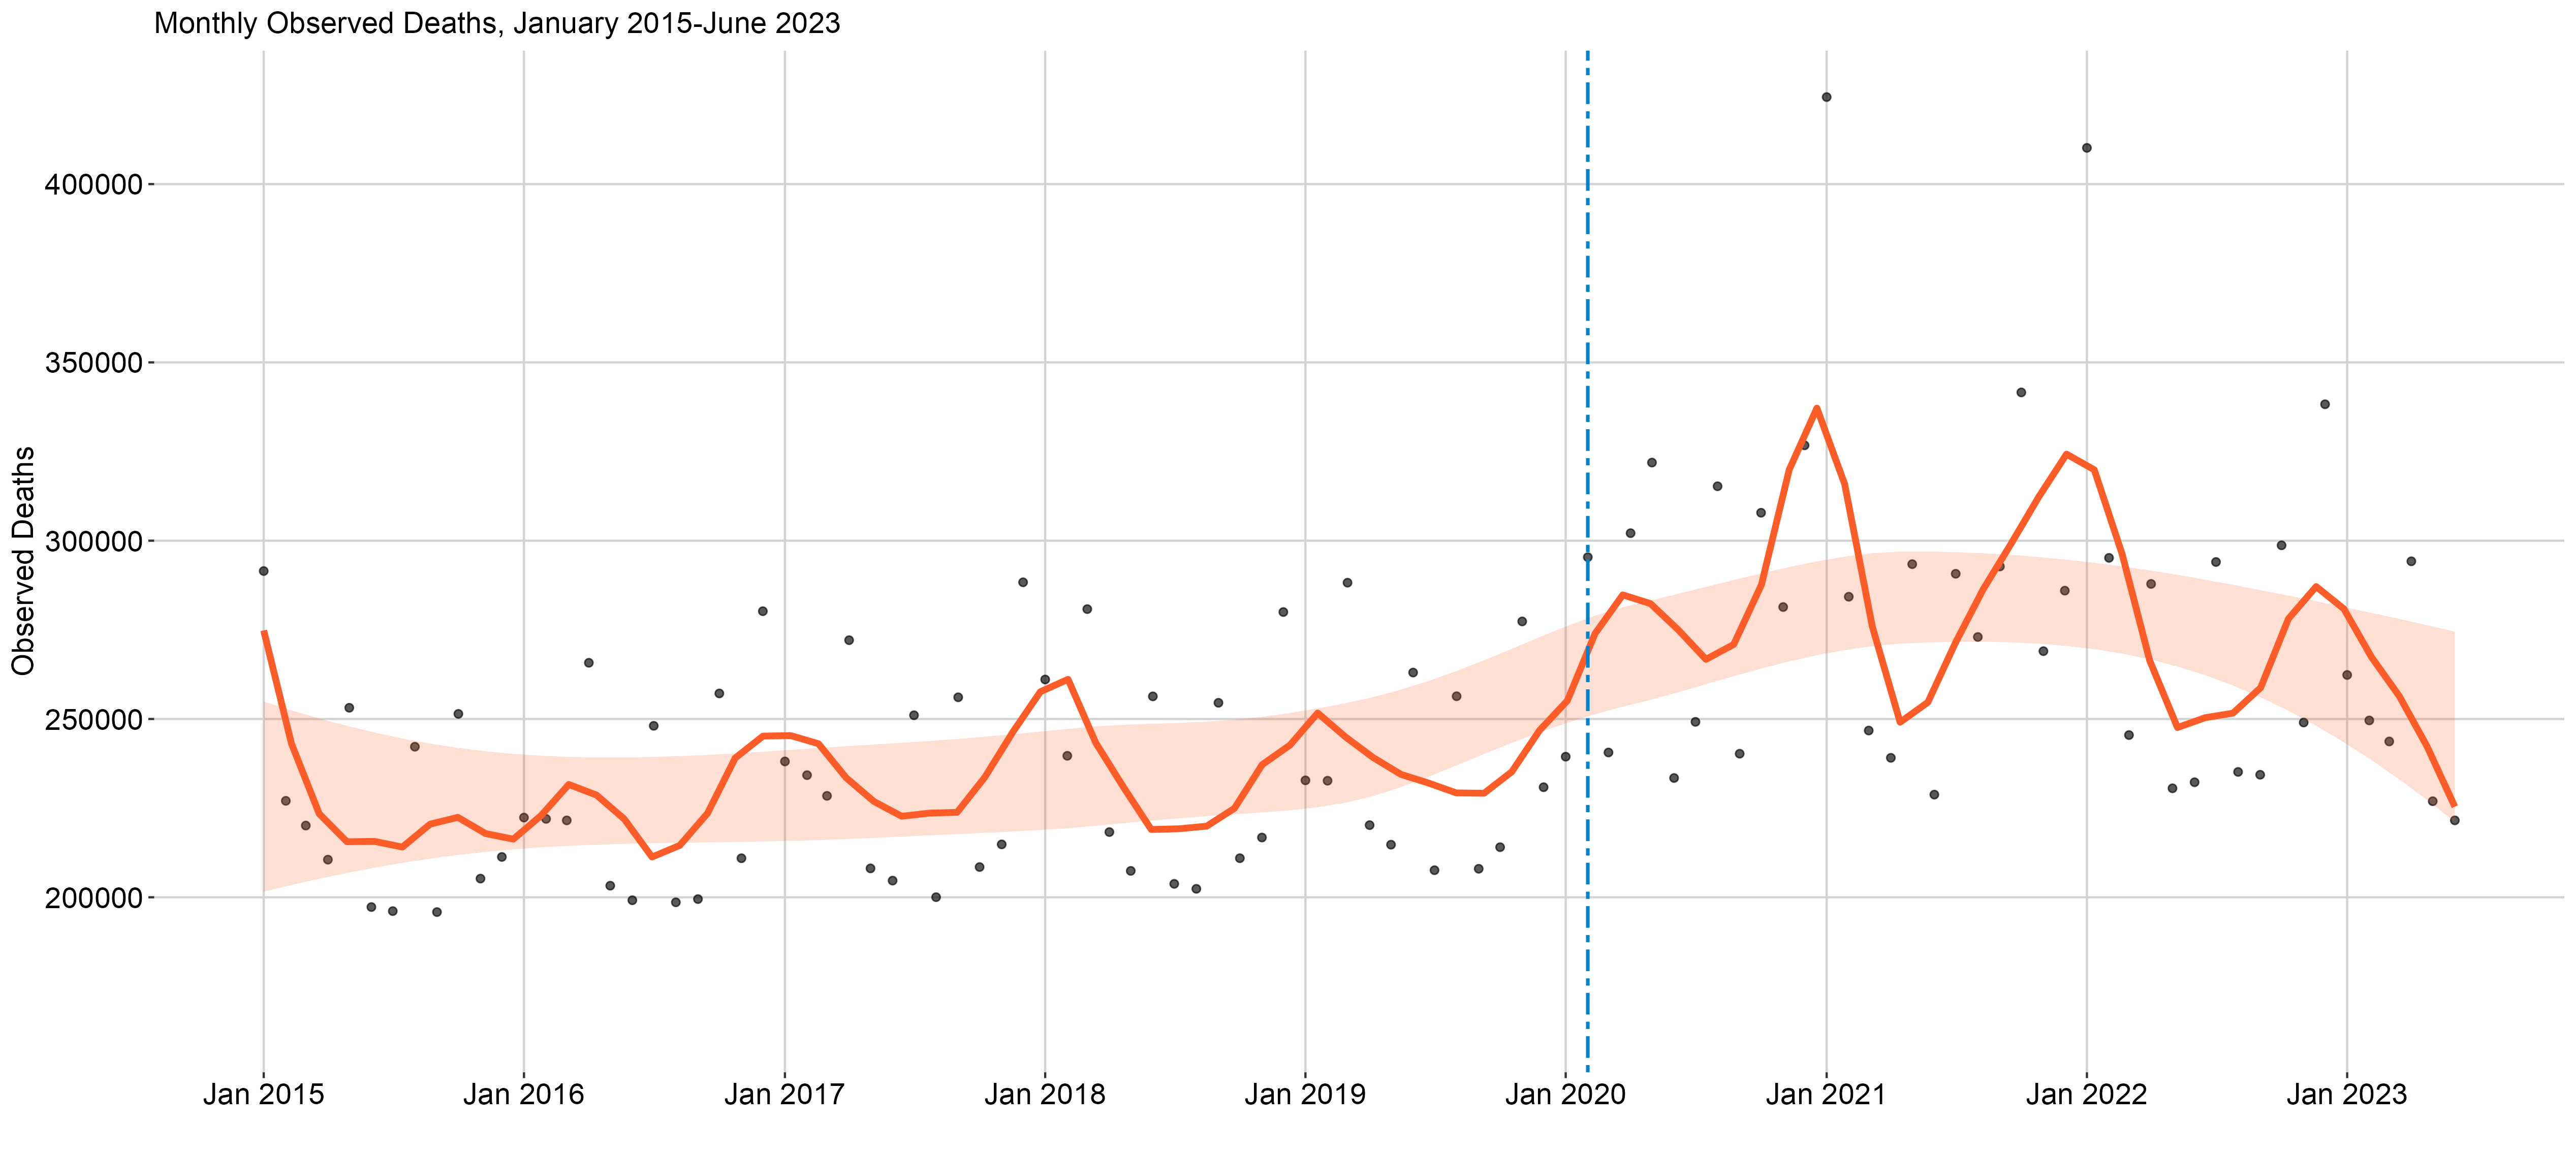 Monthly Observed Deaths, January 2015-June 2023
Observed Deaths
400000
350000
300000
250000
200000
Jan 2015 Jan 2016 Jan 2017 Jan 2018 Jan 2019 Jan 2020 Jan 2021 Jan 2022 Jan 2023